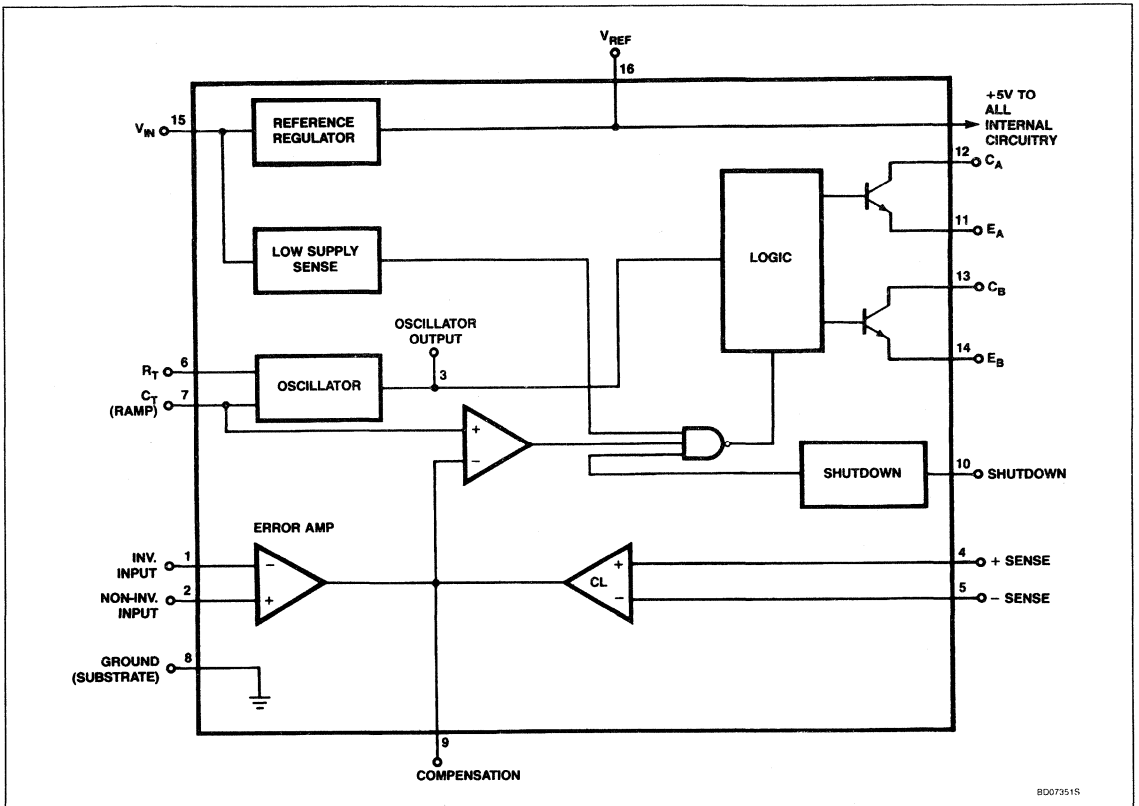 VREF
16
+5V TO
ALL
INTERNAL
CIRCUITRY
VIN
15
REFERENCE
REGULATOR
12
CA
11
EA
LOW SUPPLY
SENSE
LOGIC
13
CB
OSCILLATOR
OUTPUT
3
14
EB
RT
6
CT
(RAMP)
7
OSCILLATOR
+
−
SHUTDOWN
10
SHUTDOWN
ERROR AMP
INV.
INPUT
1
−
NON-INV.
INPUT
2
+
CL
+
−
4
+ SENSE
5
− SENSE
GROUND
(SUBSTRATE)
8
9
COMPENSATION
BD07351S